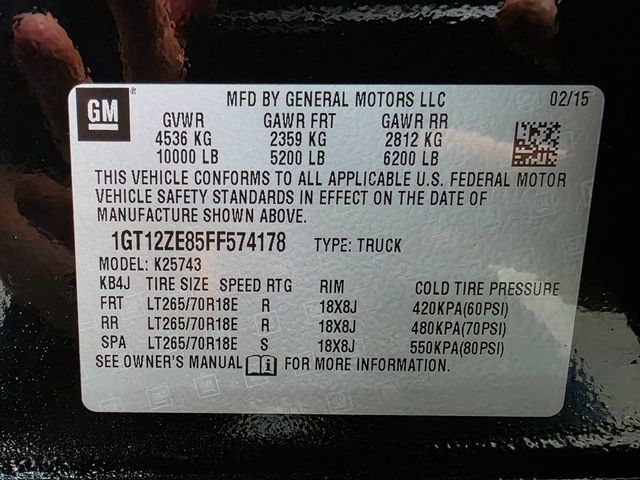 GM
MFD BY GENERAL MOTORS LLC 02/15
GVWR GAWR FRT GAWR RR
4536 KG 2359 KG 2812 KG
10000 LB 5200 LB 6200 LB
THIS VEHICLE CONFORMS TO ALL APPLICABLE U.S. FEDERAL MOTOR
VEHICLE SAFETY STANDARDS IN EFFECT ON THE DATE OF
MANUFACTURE SHOWN ABOVE.
1GT12ZE85FF574178 TYPE: TRUCK
MODEL: K25743
KB4J TIRE SIZE SPEED RTG RIM COLD TIRE PRESSURE
FRT LT265/70R18E R 18X8J 420KPA(60PSI)
RR LT265/70R18E R 18X8J 480KPA(70PSI)
SPA LT265/70R18E S 18X8J 550KPA(80PSI)
SEE OWNER'S MANUAL FOR MORE INFORMATION.